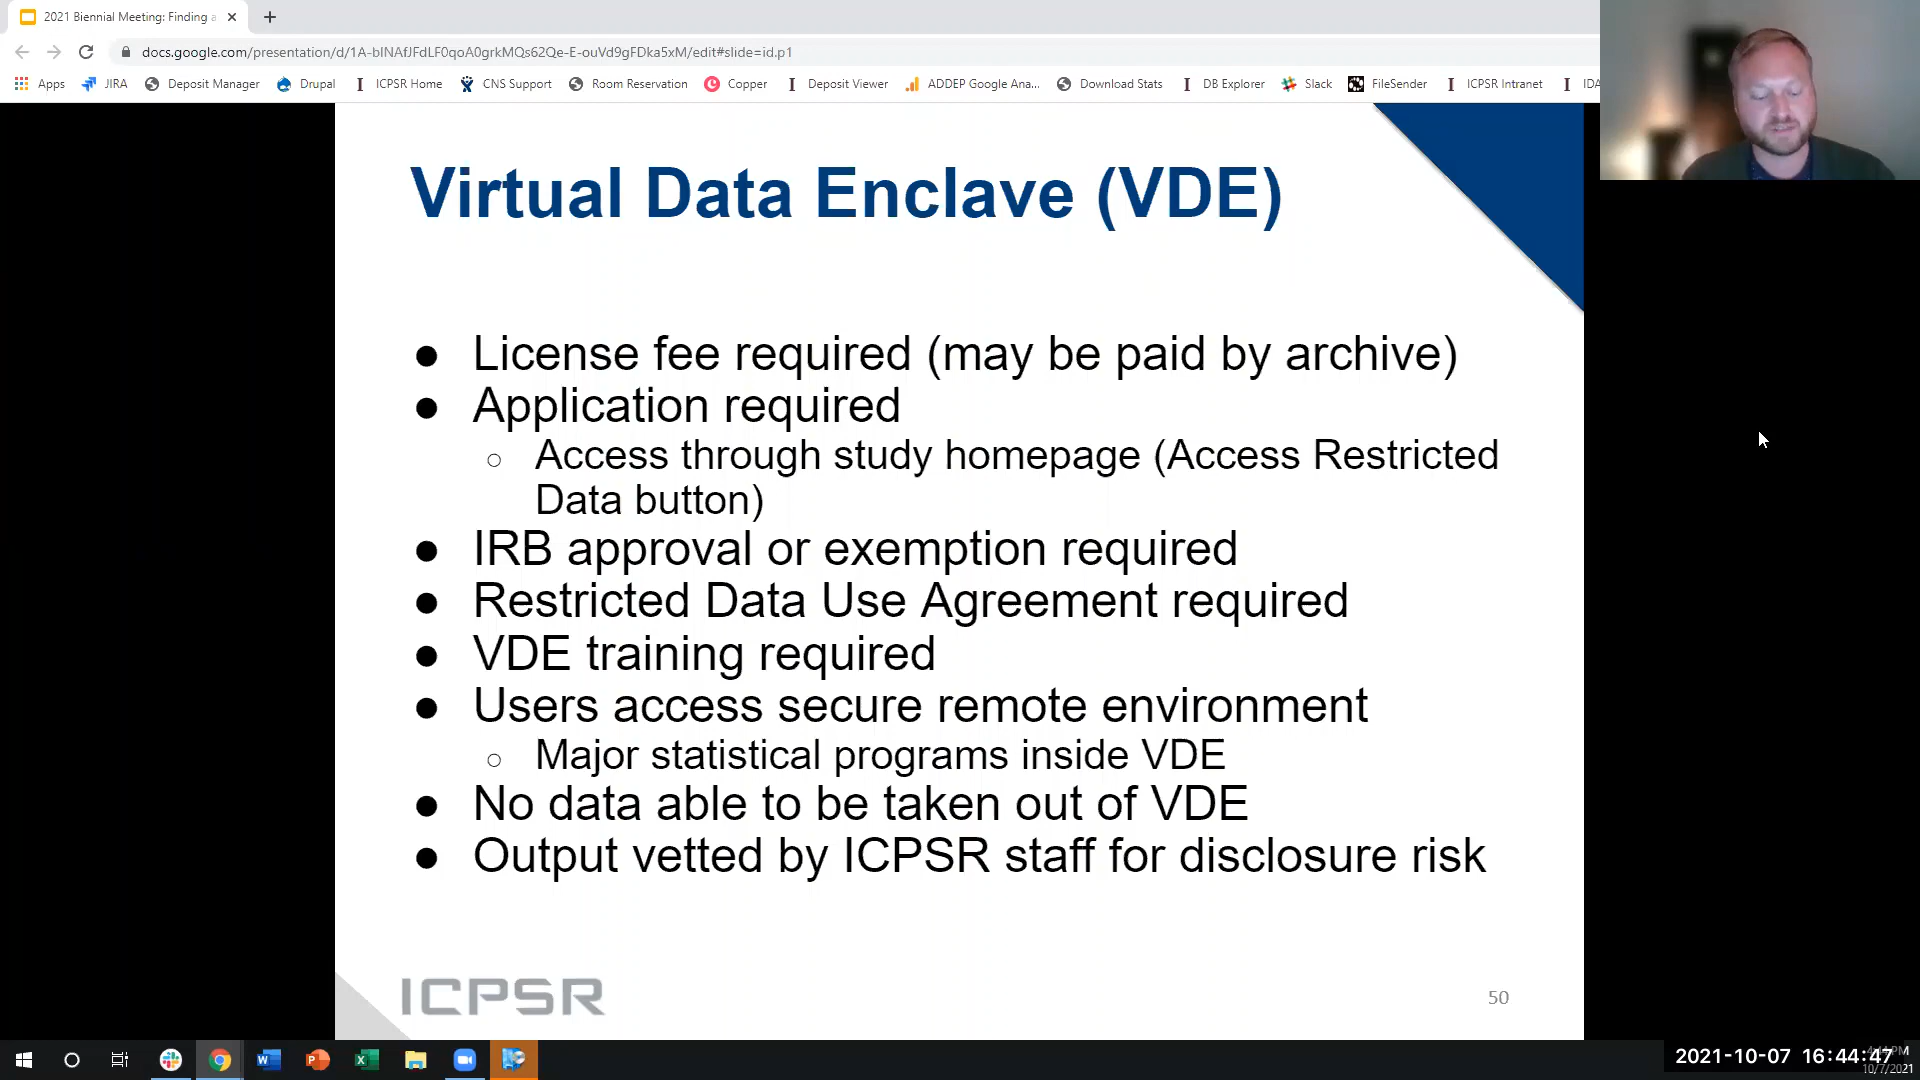 2021 Biennial Meeting: Finding a
docs.google.com/presentation/d/1A-bINAfJFdLF0qoA0grkMQs62Qe-E-ouVd9gFDka5xM/edit#slide=id.p1
Apps JIRA Deposit Manager Drupal ICPSR Home CNS Support Room Reservation Copper Deposit Viewer ADDEP Google Ana... Download Stats DB Explorer Slack FileSender ICPSR Intranet IDA
Virtual Data Enclave (VDE)
● License fee required (may be paid by archive)
● Application required
○ Access through study homepage (Access Restricted
Data button)
● IRB approval or exemption required
● Restricted Data Use Agreement required
● VDE training required
● Users access secure remote environment
○ Major statistical programs inside VDE
● No data able to be taken out of VDE
● Output vetted by ICPSR staff for disclosure risk
ICPSR
50
2021-10-07 16:44:47
10/7/2021